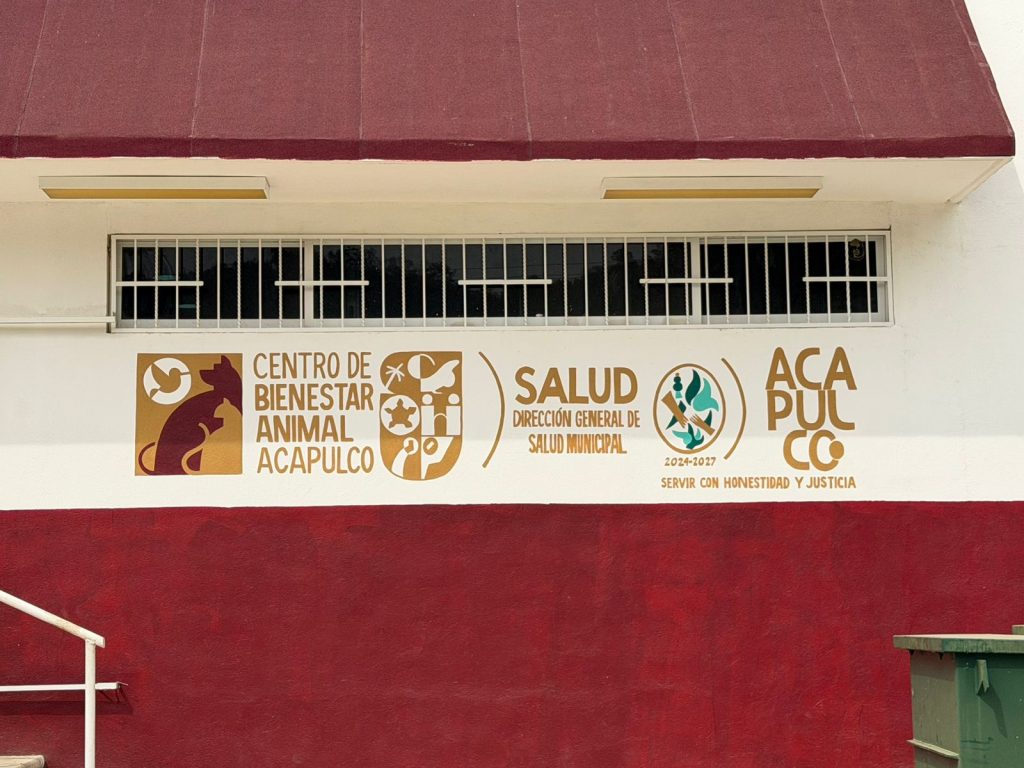 CENTRO DE
BIENESTAR
ANIMAL
ACAPULCO
SALUD
DIRECCIÓN GENERAL DE
SALUD MUNICIPAL
2024-2027
ACA
PUL
CO
SERVIR CON HONESTIDAD Y JUSTICIA